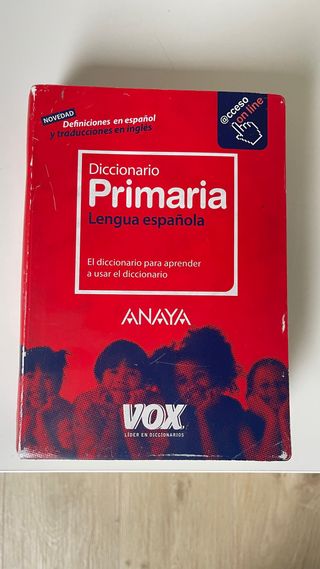 NOVEDAD
Definiciones en español
y traducciones en inglés
@cceso
on line
Diccionario
Primaria
Lengua española
El diccionario para aprender
a usar el diccionario
ANAYA
VOX
LÍDER EN DICCIONARIOS